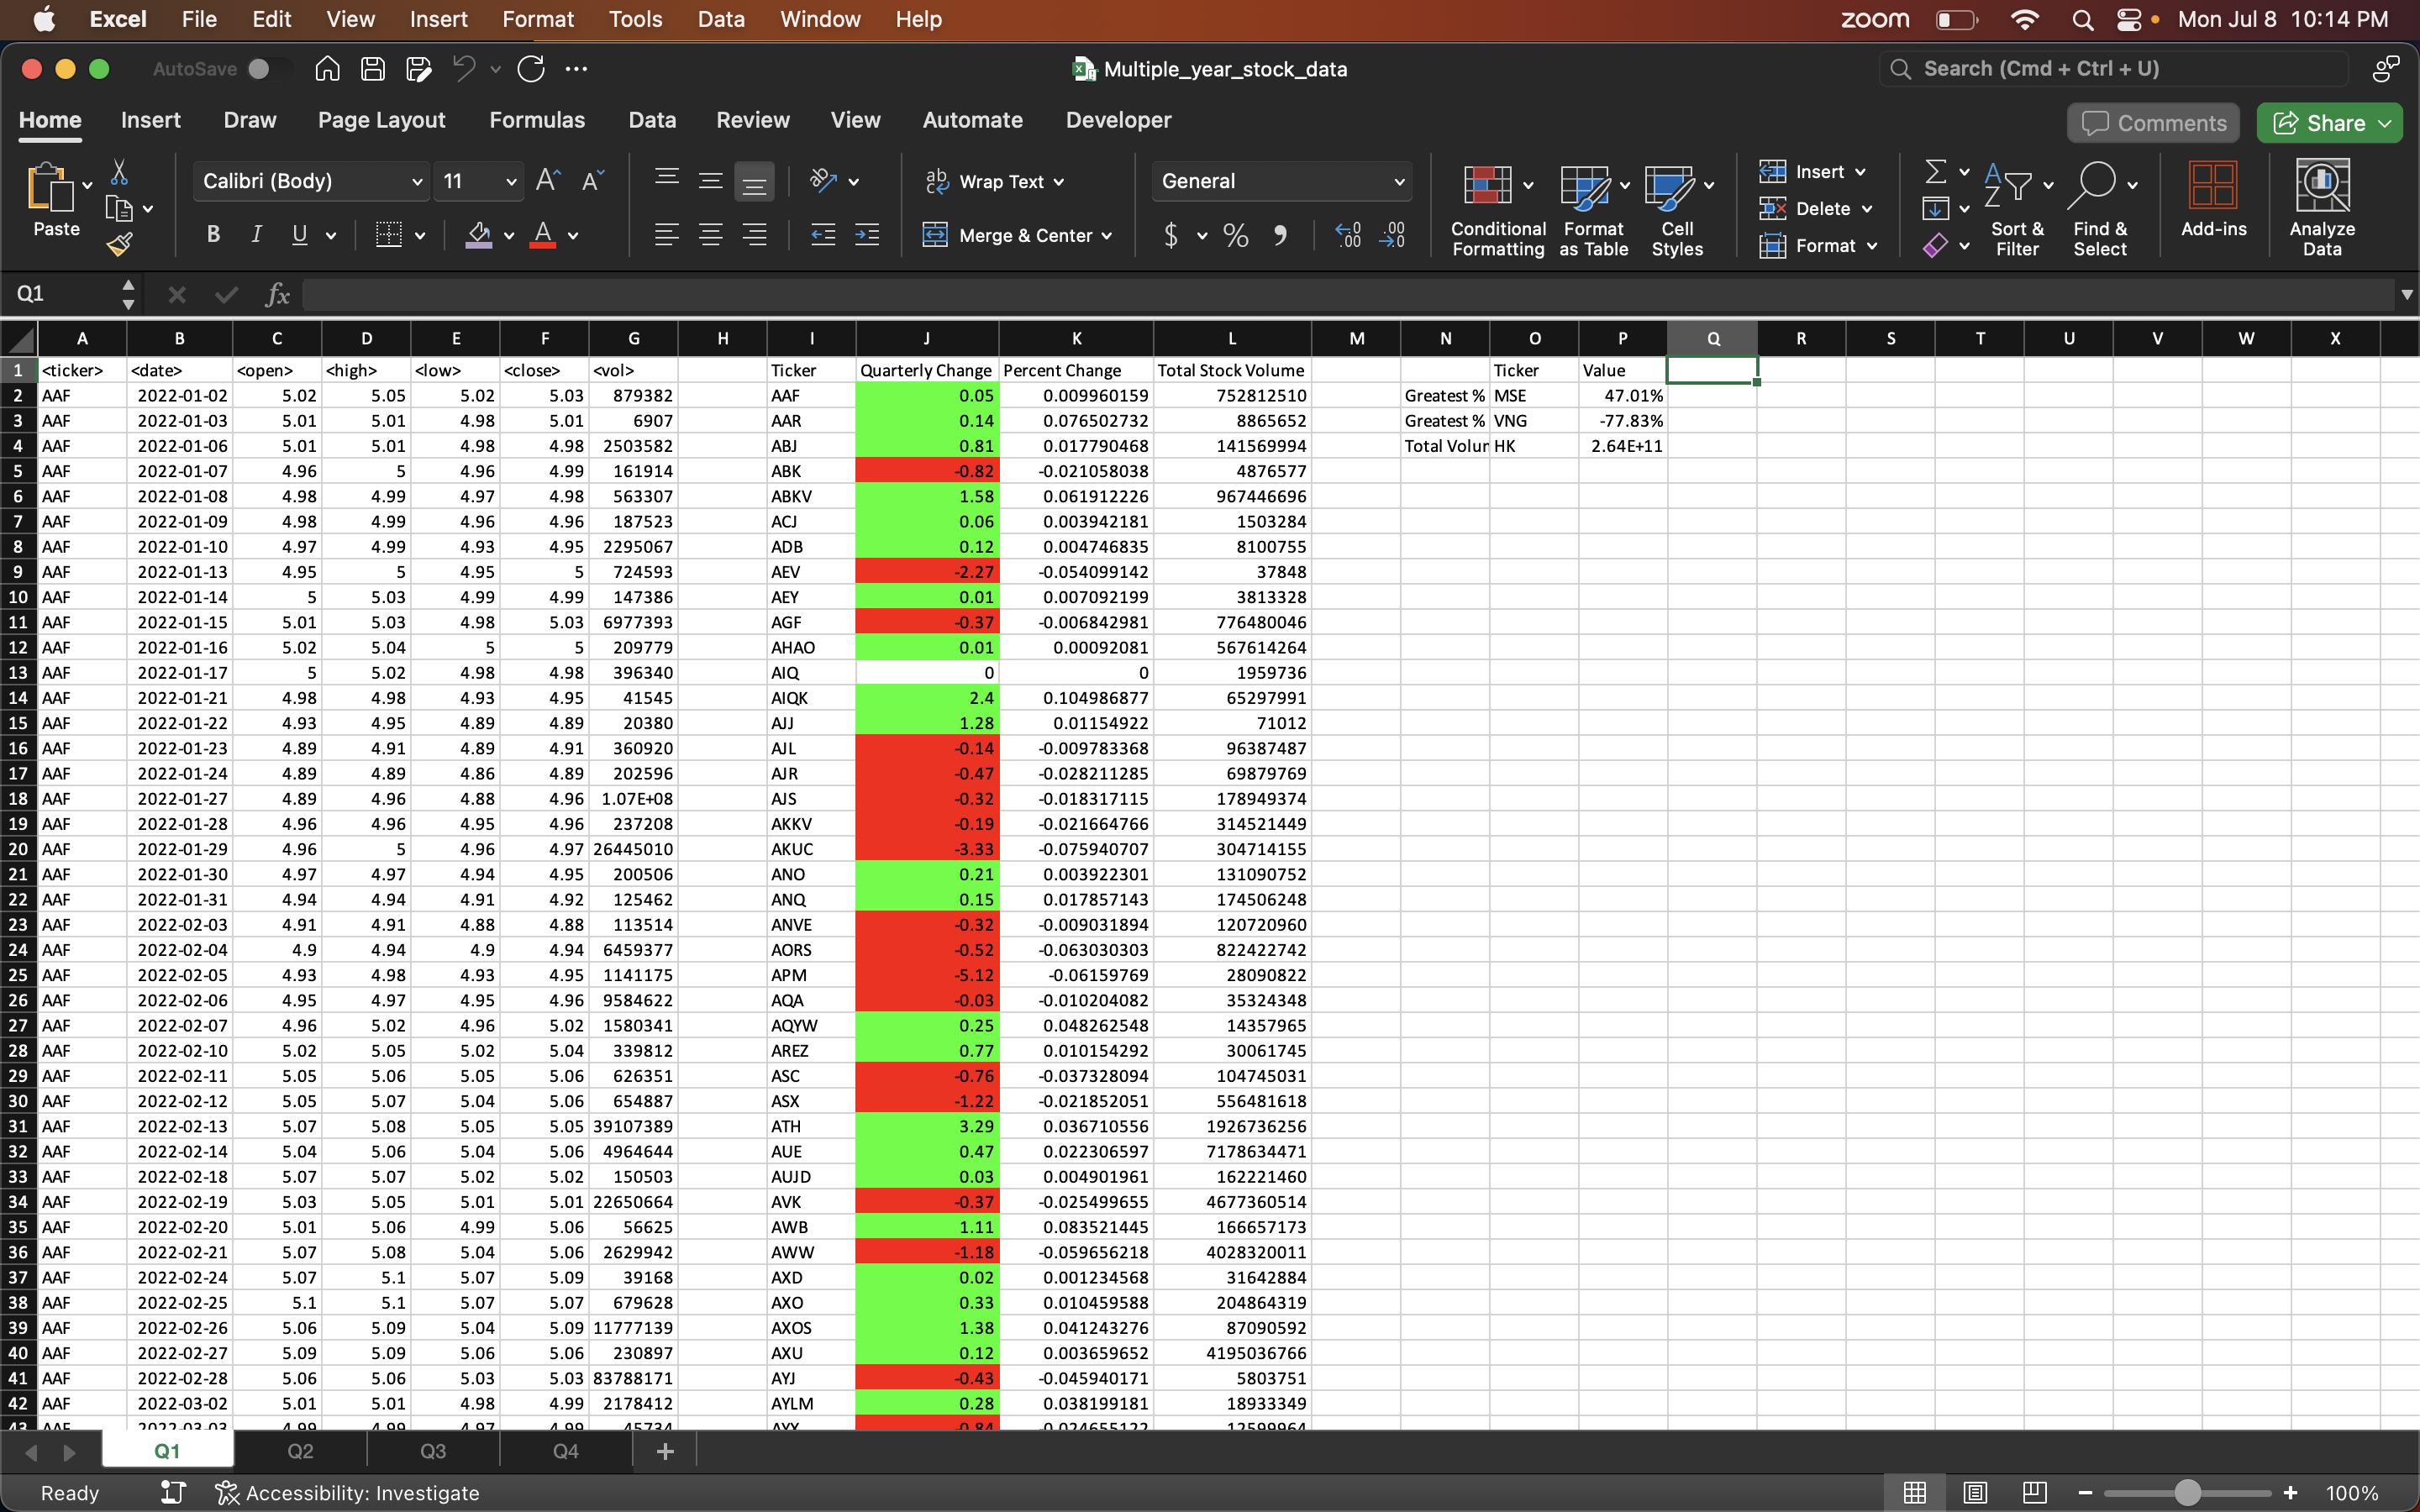 Excel File Edit View Insert Format Tools Data Window Help zoom Mon Jul 8 10:14 PM
AutoSave Multiple_year_stock_data Search (Cmd + Ctrl + U)
Home Insert Draw Page Layout Formulas Data Review View Automate Developer Comments Share
Paste Calibri (Body) 11 Wrap Text General Insert
B I U Merge & Center $ % Conditional Formatting Format as Table Cell Styles Delete Format Sort & Filter Find & Select Add-ins Analyze Data
Q1 fx
A B C D E F G H I J K L M N O P Q R S T U V W X
1 <ticker> <date> <open> <high> <low> <close> <vol> Ticker Quarterly Change Percent Change Total Stock Volume Ticker Value
2 AAF 2022-01-02 5.02 5.05 5.02 5.03 879382 AAF 0.05 0.009960159 752812510 Greatest % MSE 47.01%
3 AAF 2022-01-03 5.01 5.01 4.98 5.01 6907 AAR 0.14 0.076502732 8865652 Greatest % VNG -77.83%
4 AAF 2022-01-06 5.01 5.01 4.98 4.98 2503582 ABJ 0.81 0.017790468 141569994 Total Volur HK 2.64E+11
5 AAF 2022-01-07 4.96 5 4.96 4.99 161914 ABK -0.82 -0.021058038 4876577
6 AAF 2022-01-08 4.98 4.99 4.97 4.98 563307 ABKV 1.58 0.061912226 967446696
7 AAF 2022-01-09 4.98 4.99 4.96 4.96 187523 ACJ 0.06 0.003942181 1503284
8 AAF 2022-01-10 4.97 4.99 4.93 4.95 2295067 ADB 0.12 0.004746835 8100755
9 AAF 2022-01-13 4.95 5 4.95 5 724593 AEV -2.27 -0.054099142 37848
10 AAF 2022-01-14 5 5.03 4.99 4.99 147386 AEY 0.01 0.007092199 3813328
11 AAF 2022-01-15 5.01 5.03 4.98 5.03 6977393 AGF -0.37 -0.006842981 776480046
12 AAF 2022-01-16 5.02 5.04 5 5 209779 AHAO 0.01 0.00092081 567614264
13 AAF 2022-01-17 5 5.02 4.98 4.98 396340 AIQ 0 0 1959736
14 AAF 2022-01-21 4.98 4.98 4.93 4.95 41545 AIQK 2.4 0.104986877 65297991
15 AAF 2022-01-22 4.93 4.95 4.89 4.89 20380 AJJ 1.28 0.01154922 71012
16 AAF 2022-01-23 4.89 4.91 4.89 4.91 360920 AJL -0.14 -0.009783368 96387487
17 AAF 2022-01-24 4.89 4.89 4.86 4.89 202596 AJR -0.47 -0.028211285 69879769
18 AAF 2022-01-27 4.89 4.96 4.88 4.96 1.07E+08 AJS -0.32 -0.018317115 178949374
19 AAF 2022-01-28 4.96 4.96 4.95 4.96 237208 AKKV -0.19 -0.021664766 314521449
20 AAF 2022-01-29 4.96 5 4.96 4.97 26445010 AKUC -3.33 -0.075940707 304714155
21 AAF 2022-01-30 4.97 4.97 4.94 4.95 200506 ANO 0.21 0.003922301 131090752
22 AAF 2022-01-31 4.94 4.94 4.91 4.92 125462 ANQ 0.15 0.017857143 174506248
23 AAF 2022-02-03 4.91 4.91 4.88 4.88 113514 ANVE -0.32 -0.009031894 120720960
24 AAF 2022-02-04 4.9 4.94 4.9 4.94 6459377 AORS -0.52 -0.063030303 822422742
25 AAF 2022-02-05 4.93 4.98 4.93 4.95 1141175 APM -5.12 -0.06159769 28090822
26 AAF 2022-02-06 4.95 4.97 4.95 4.96 9584622 AQA -0.03 -0.010204082 35324348
27 AAF 2022-02-07 4.96 5.02 4.96 5.02 1580341 AQYW 0.25 0.048262548 14357965
28 AAF 2022-02-10 5.02 5.05 5.02 5.04 339812 AREZ 0.77 0.010154292 30061745
29 AAF 2022-02-11 5.05 5.06 5.05 5.06 626351 ASC -0.76 -0.037328094 104745031
30 AAF 2022-02-12 5.05 5.07 5.04 5.06 654887 ASX -1.22 -0.021852051 556481618
31 AAF 2022-02-13 5.07 5.08 5.05 5.05 39107389 ATH 3.29 0.036710556 1926736256
32 AAF 2022-02-14 5.04 5.06 5.04 5.06 4964644 AUE 0.47 0.022306597 7178634471
33 AAF 2022-02-18 5.07 5.07 5.02 5.02 150503 AUJD 0.03 0.004901961 162221460
34 AAF 2022-02-19 5.03 5.05 5.01 5.01 22650664 AVK -0.37 -0.025499655 4677360514
35 AAF 2022-02-20 5.01 5.06 4.99 5.06 56625 AWB 1.11 0.083521445 166657173
36 AAF 2022-02-21 5.07 5.08 5.04 5.06 2629942 AWW -1.18 -0.059656218 4028320011
37 AAF 2022-02-24 5.07 5.1 5.07 5.09 39168 AXD 0.02 0.001234568 31642884
38 AAF 2022-02-25 5.1 5.1 5.07 5.07 679628 AXO 0.33 0.010459588 204864319
39 AAF 2022-02-26 5.06 5.09 5.04 5.09 11777139 AXOS 1.38 0.041243276 87090592
40 AAF 2022-02-27 5.09 5.09 5.06 5.06 230897 AXU 0.12 0.003659652 4195036766
41 AAF 2022-02-28 5.06 5.06 5.03 5.03 83788171 AYJ -0.43 -0.045940171 5803751
42 AAF 2022-03-02 5.01 5.01 4.98 4.99 2178412 AYLM 0.28 0.038199181 18933349
43 AAF 2022-03-03 4.99 4.99 4.97 4.99 45734 AYX -0.84 -0.024655122 12599964
Q1 Q2 Q3 Q4
Ready Accessibility: Investigate 100%